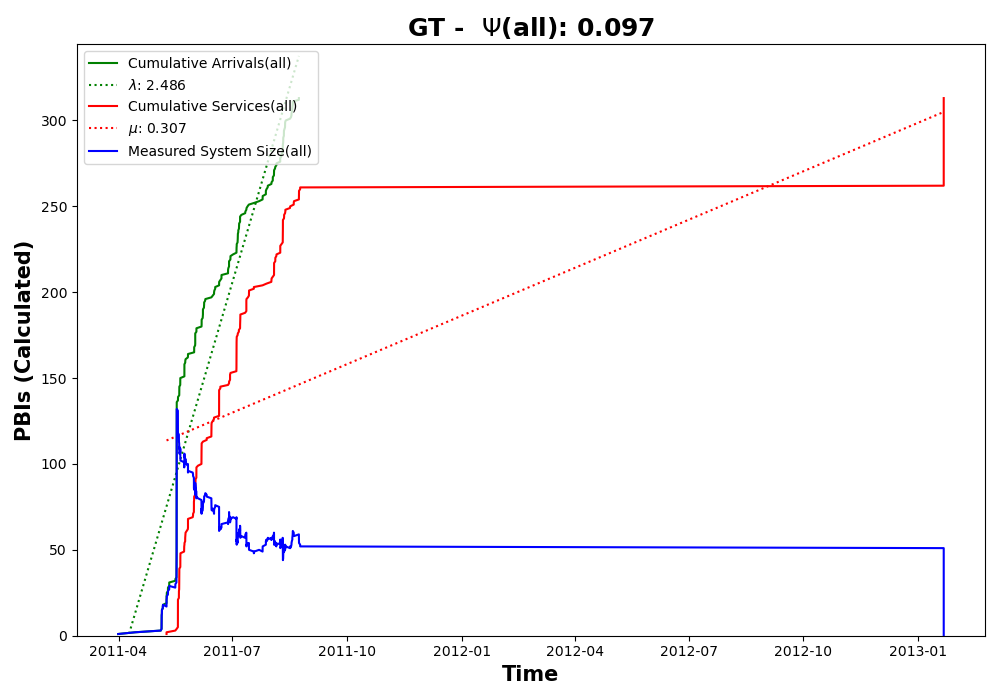 GT -  Ψ(all): 0.097
Cumulative Arrivals(all)
λ: 2.486
Cumulative Services(all)
μ: 0.307
Measured System Size(all)
PBIs (Calculated)
300
250
200
150
100
50
0
2011-04 2011-07 2011-10 2012-01 2012-04 2012-07 2012-10 2013-01
Time